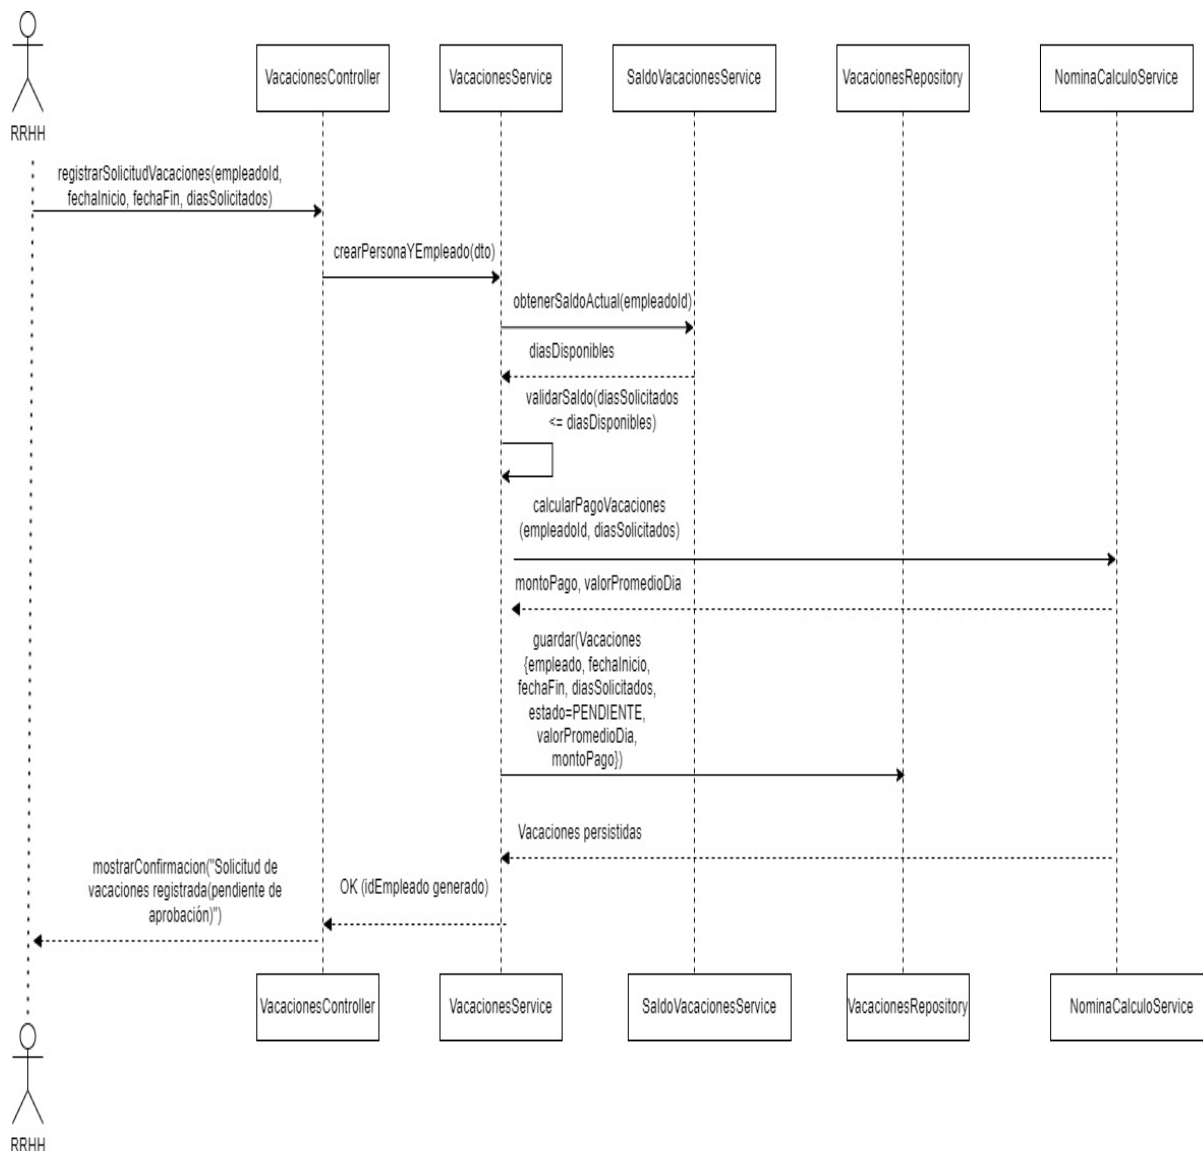 RRHH
VacacionesController
VacacionesService
SaldoVacacionesService
VacacionesRepository
NominaCalculoService
registrarSolicitudVacaciones(empleadoId,
fechaInicio, fechaFin, diasSolicitados)
crearPersonaYEmpleado(dto)
obtenerSaldoActual(empleadoId)
diasDisponibles
validarSaldo(diasSolicitados
<= diasDisponibles)
calcularPagoVacaciones
(empleadoId, diasSolicitados)
montoPago, valorPromedioDia
guardar(Vacaciones
{empleado, fechaInicio,
fechaFin, diasSolicitados,
estado=PENDIENTE,
valorPromedioDia,
montoPago})
Vacaciones persistidas
OK (idEmpleado generado)
mostrarConfirmacion("Solicitud de
vacaciones registrada(pendiente de
aprobación)")
VacacionesController
VacacionesService
SaldoVacacionesService
VacacionesRepository
NominaCalculoService
RRHH